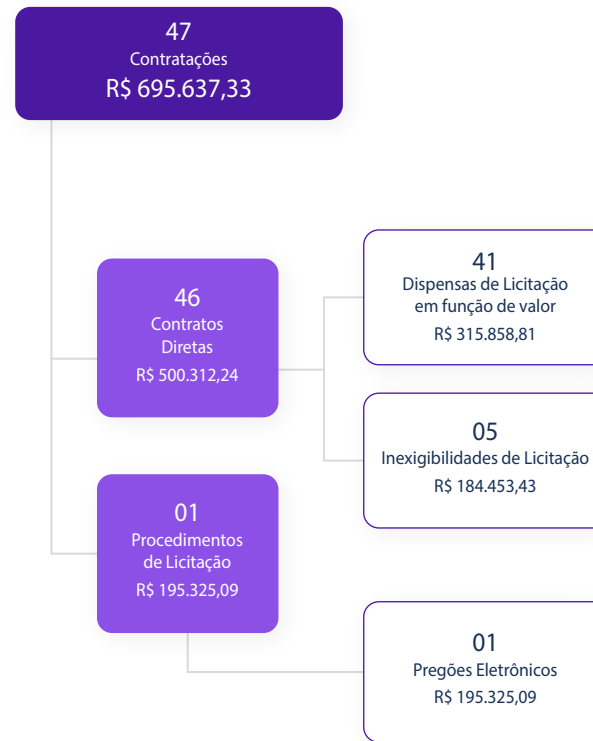 47
Contratações
R$ 695.637,33
46
Contratos
Diretas
R$ 500.312,24
41
Dispensas de Licitação
em função de valor
R$ 315.858,81
05
Inexigibilidades de Licitação
R$ 184.453,43
01
Procedimentos
de Licitação
R$ 195.325,09
01
Pregões Eletrônicos
R$ 195.325,09